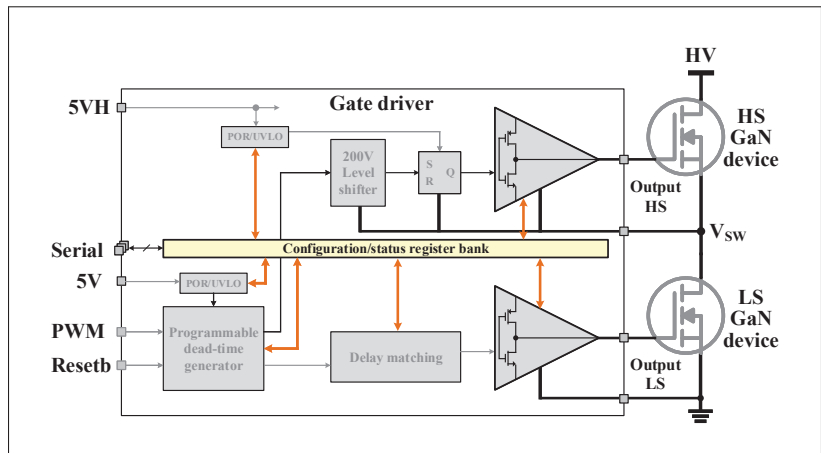 HV
5VH
Gate driver
POR/UVLO
200V
Level
shifter
S
R
Q
HS
GaN
device
Output
HS
Serial
Configuration/status register bank
VSW
5V
POR/UVLO
PWM
Resetb
Programmable
dead-time
generator
Delay matching
LS
GaN
device
Output
LS